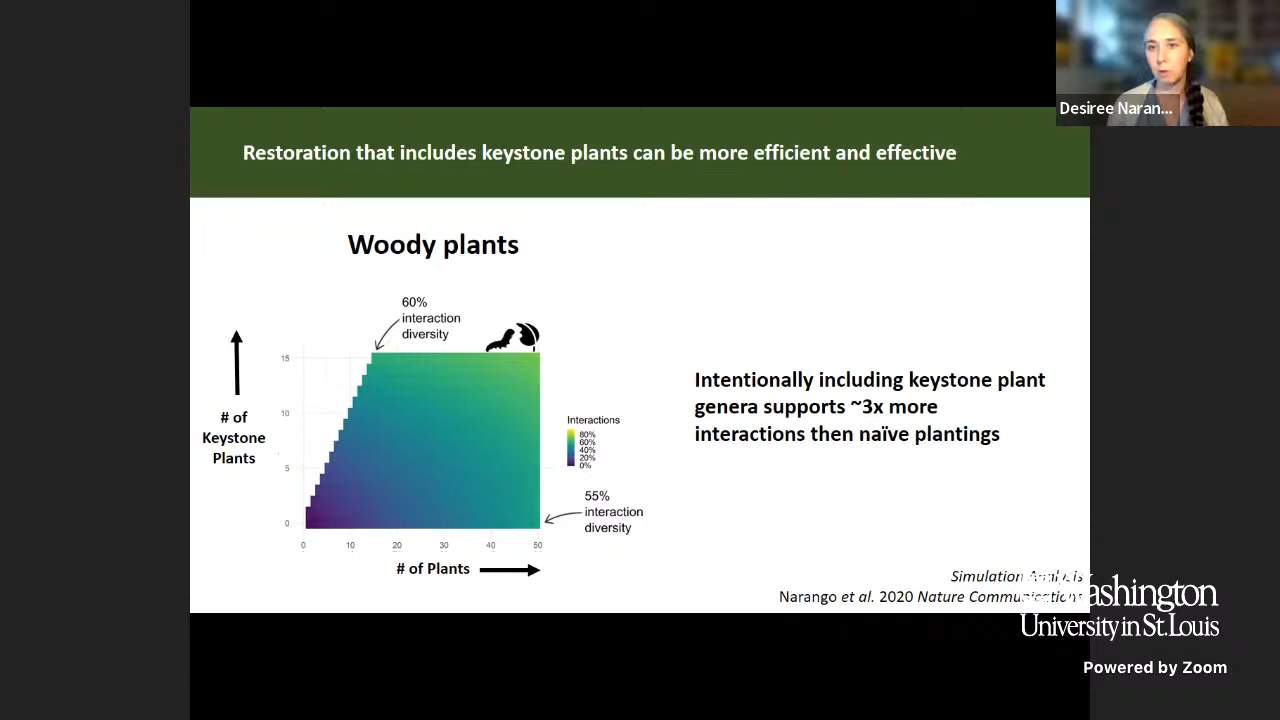 Desiree Naran...
Restoration that includes keystone plants can be more efficient and effective
Woody plants
60%
interaction
diversity
# of
Keystone
Plants
15
10
5
0
0 10 20 30 40 50
# of Plants
Interactions
80%
60%
40%
20%
0%
55%
interaction
diversity
Intentionally including keystone plant
genera supports ~3x more
interactions then naïve plantings
Simulation
Narango et al. 2020 Nature Communications
Washington
University in St. Louis
Powered by Zoom